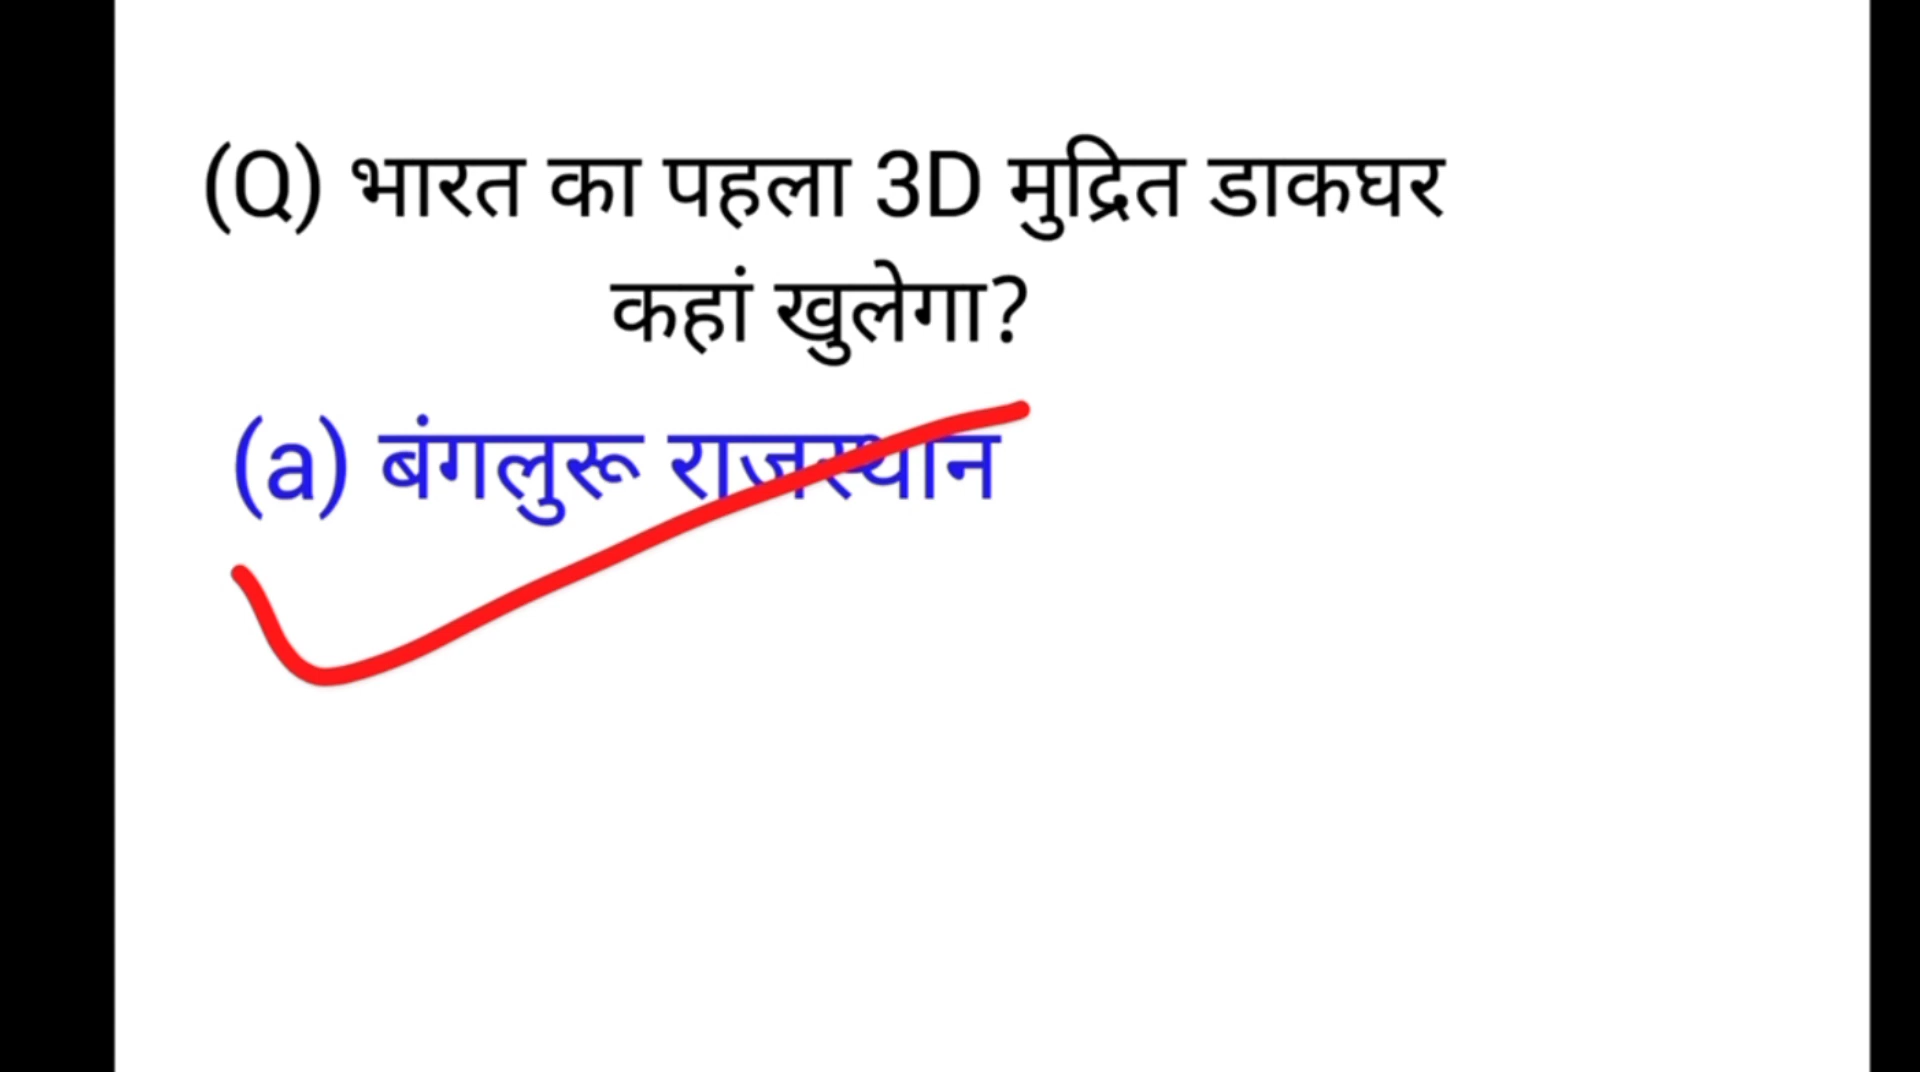 (Q) भारत का पहला 3D मुद्रित डाकघर
कहां खुलेगा?
(a) बंगलुरू राजस्थान